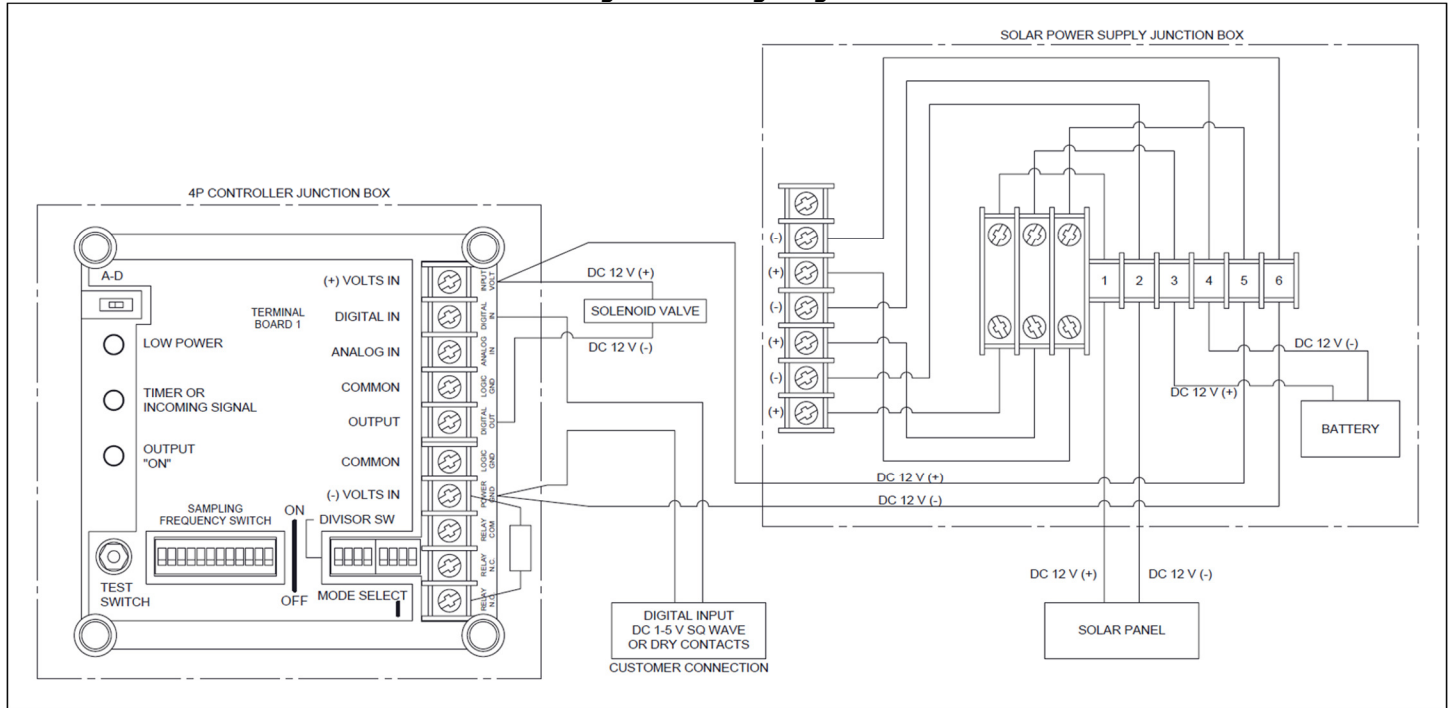 SOLAR POWER SUPPLY JUNCTION BOX
4P CONTROLLER JUNCTION BOX
A-D
LOW POWER
TIMER OR
INCOMING SIGNAL
OUTPUT
"ON"
TERMINAL
BOARD 1
(+) VOLTS IN
DIGITAL IN
ANALOG IN
COMMON
OUTPUT
COMMON
(-) VOLTS IN
INPUT
VOLT
DIGITAL
IN
ANALOG
IN
LOGIC
GND
DIGITAL
OUT
LOGIC
GND
POWER
GND
RELAY
COM
RELAY
N.C.
RELAY
N.O.
SAMPLING
FREQUENCY SWITCH
ON
OFF
DIVISOR SW
MODE SELECT
TEST
SWITCH
DC 12 V (+)
SOLENOID VALVE
DC 12 V (-)
DIGITAL INPUT
DC 1-5 V SQ WAVE
OR DRY CONTACTS
CUSTOMER CONNECTION
(-)
(+)
(-)
(+)
(-)
(+)
1 2 3 4 5 6
DC 12 V (-)
DC 12 V (+)
BATTERY
DC 12 V (+)
DC 12 V (-)
DC 12 V (+)
DC 12 V (-)
SOLAR PANEL